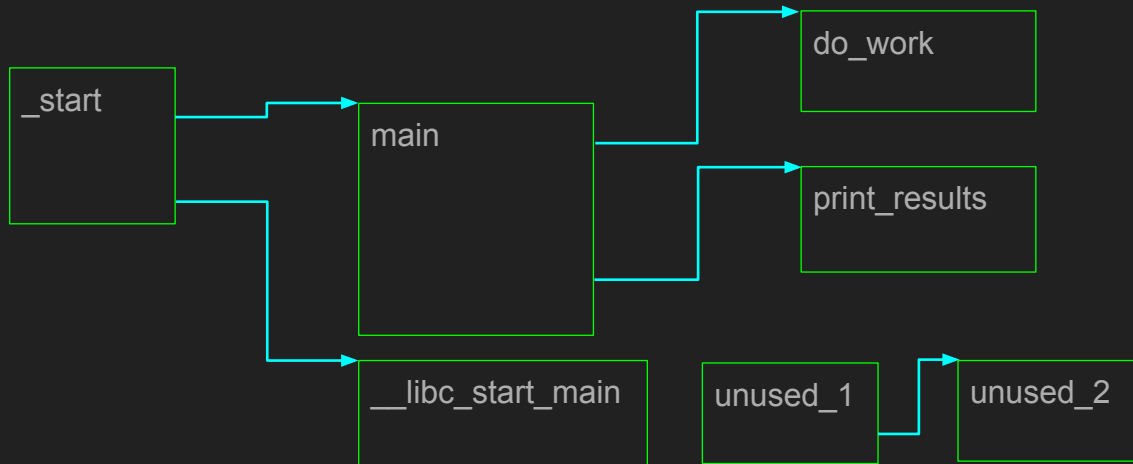 _start
main
do_work
print_results
__libc_start_main
unused_1
unused_2